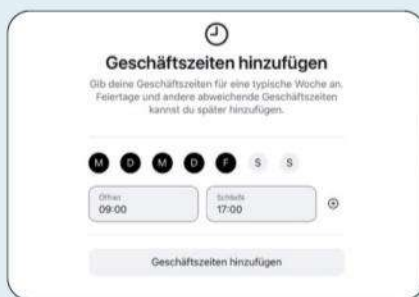 Geschäftszeiten hinzufügen
Gib deine Geschäftszeiten für eine typische Woche an.
Feiertage und andere abweichende Geschäftszeiten
kannst du später hinzufügen.
M D M D F S S
Öffnen Schließt
09:00 17:00
Geschäftszeiten hinzufügen